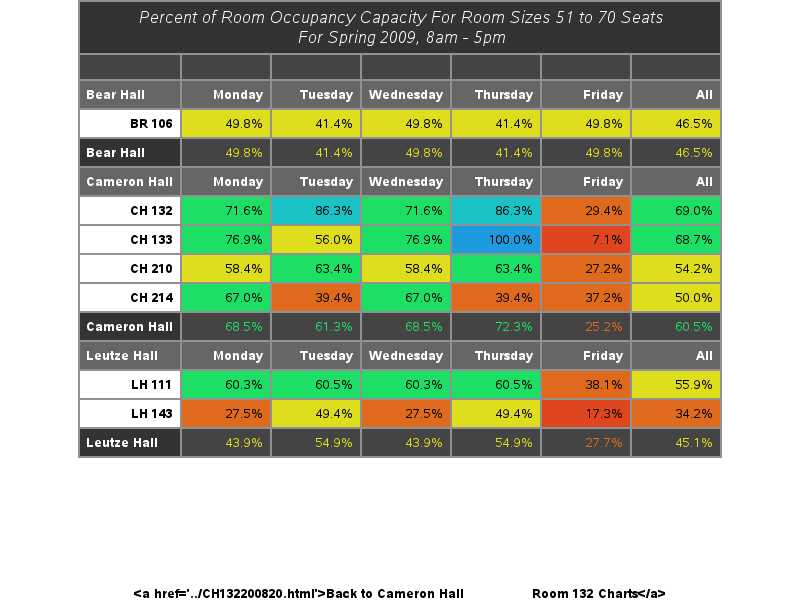 Percent of Room Occupancy Capacity For Room Sizes 51 to 70 Seats
For Spring 2009, 8am - 5pm
Bear Hall Monday Tuesday Wednesday Thursday Friday All
BR 106 49.8% 41.4% 49.8% 41.4% 49.8% 46.5%
Bear Hall 49.8% 41.4% 49.8% 41.4% 49.8% 46.5%
Cameron Hall Monday Tuesday Wednesday Thursday Friday All
CH 132 71.6% 86.3% 71.6% 86.3% 29.4% 69.0%
CH 133 76.9% 56.0% 76.9% 100.0% 7.1% 68.7%
CH 210 58.4% 63.4% 58.4% 63.4% 27.2% 54.2%
CH 214 67.0% 39.4% 67.0% 39.4% 37.2% 50.0%
Cameron Hall 68.5% 61.3% 68.5% 72.3% 25.2% 60.5%
Leutze Hall Monday Tuesday Wednesday Thursday Friday All
LH 111 60.3% 60.5% 60.3% 60.5% 38.1% 55.9%
LH 143 27.5% 49.4% 27.5% 49.4% 17.3% 34.2%
Leutze Hall 43.9% 54.9% 43.9% 54.9% 27.7% 45.1%
<a href='../CH132200820.html'>Back to Cameron Hall Room 132 Charts</a>